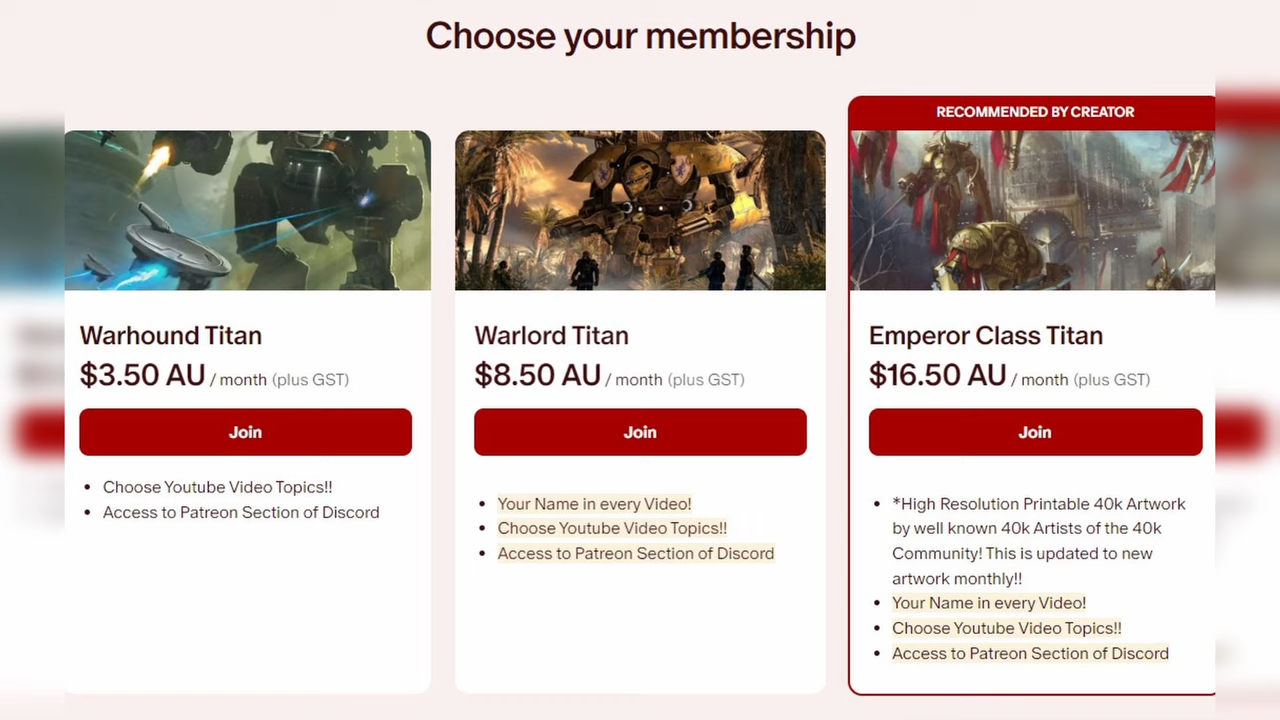 Choose your membership
RECOMMENDED BY CREATOR
Warhound Titan
$3.50 AU / month (plus GST)
Join
• Choose Youtube Video Topics!!
• Access to Patreon Section of Discord
Warlord Titan
$8.50 AU / month (plus GST)
Join
• Your Name in every Video!
• Choose Youtube Video Topics!!
• Access to Patreon Section of Discord
Emperor Class Titan
$16.50 AU / month (plus GST)
Join
• *High Resolution Printable 40k Artwork
by well known 40k Artists of the 40k
Community! This is updated to new
artwork monthly!!
• Your Name in every Video!
• Choose Youtube Video Topics!!
• Access to Patreon Section of Discord